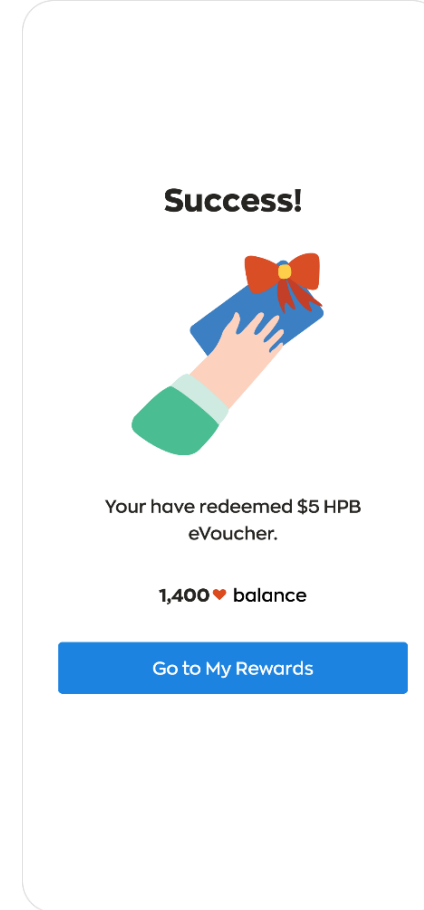 Success!
Your have redeemed $5 HPB
eVoucher.
1,400 balance
Go to My Rewards